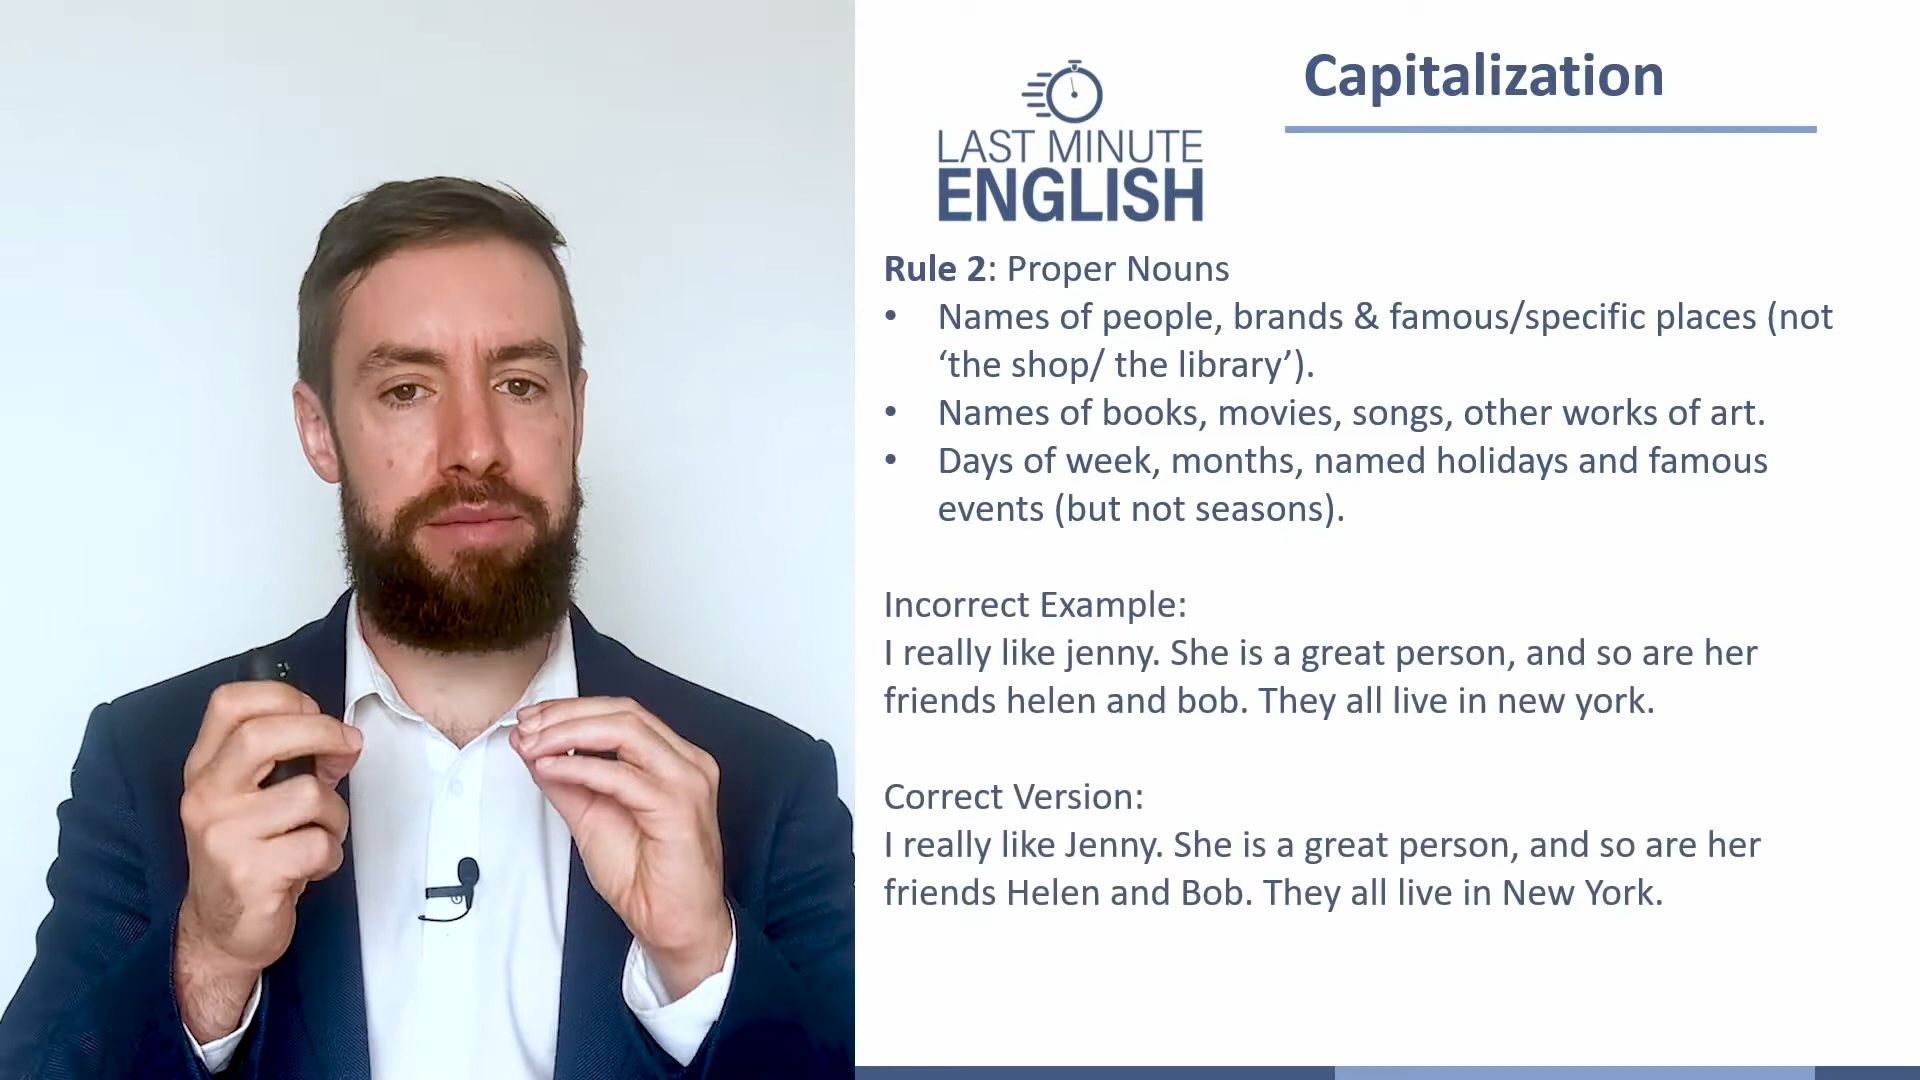 Capitalization
LAST MINUTE
ENGLISH
Rule 2: Proper Nouns
• Names of people, brands & famous/specific places (not
‘the shop/ the library’).
• Names of books, movies, songs, other works of art.
• Days of week, months, named holidays and famous
events (but not seasons).
Incorrect Example:
I really like jenny. She is a great person, and so are her
friends helen and bob. They all live in new york.
Correct Version:
I really like Jenny. She is a great person, and so are her
friends Helen and Bob. They all live in New York.